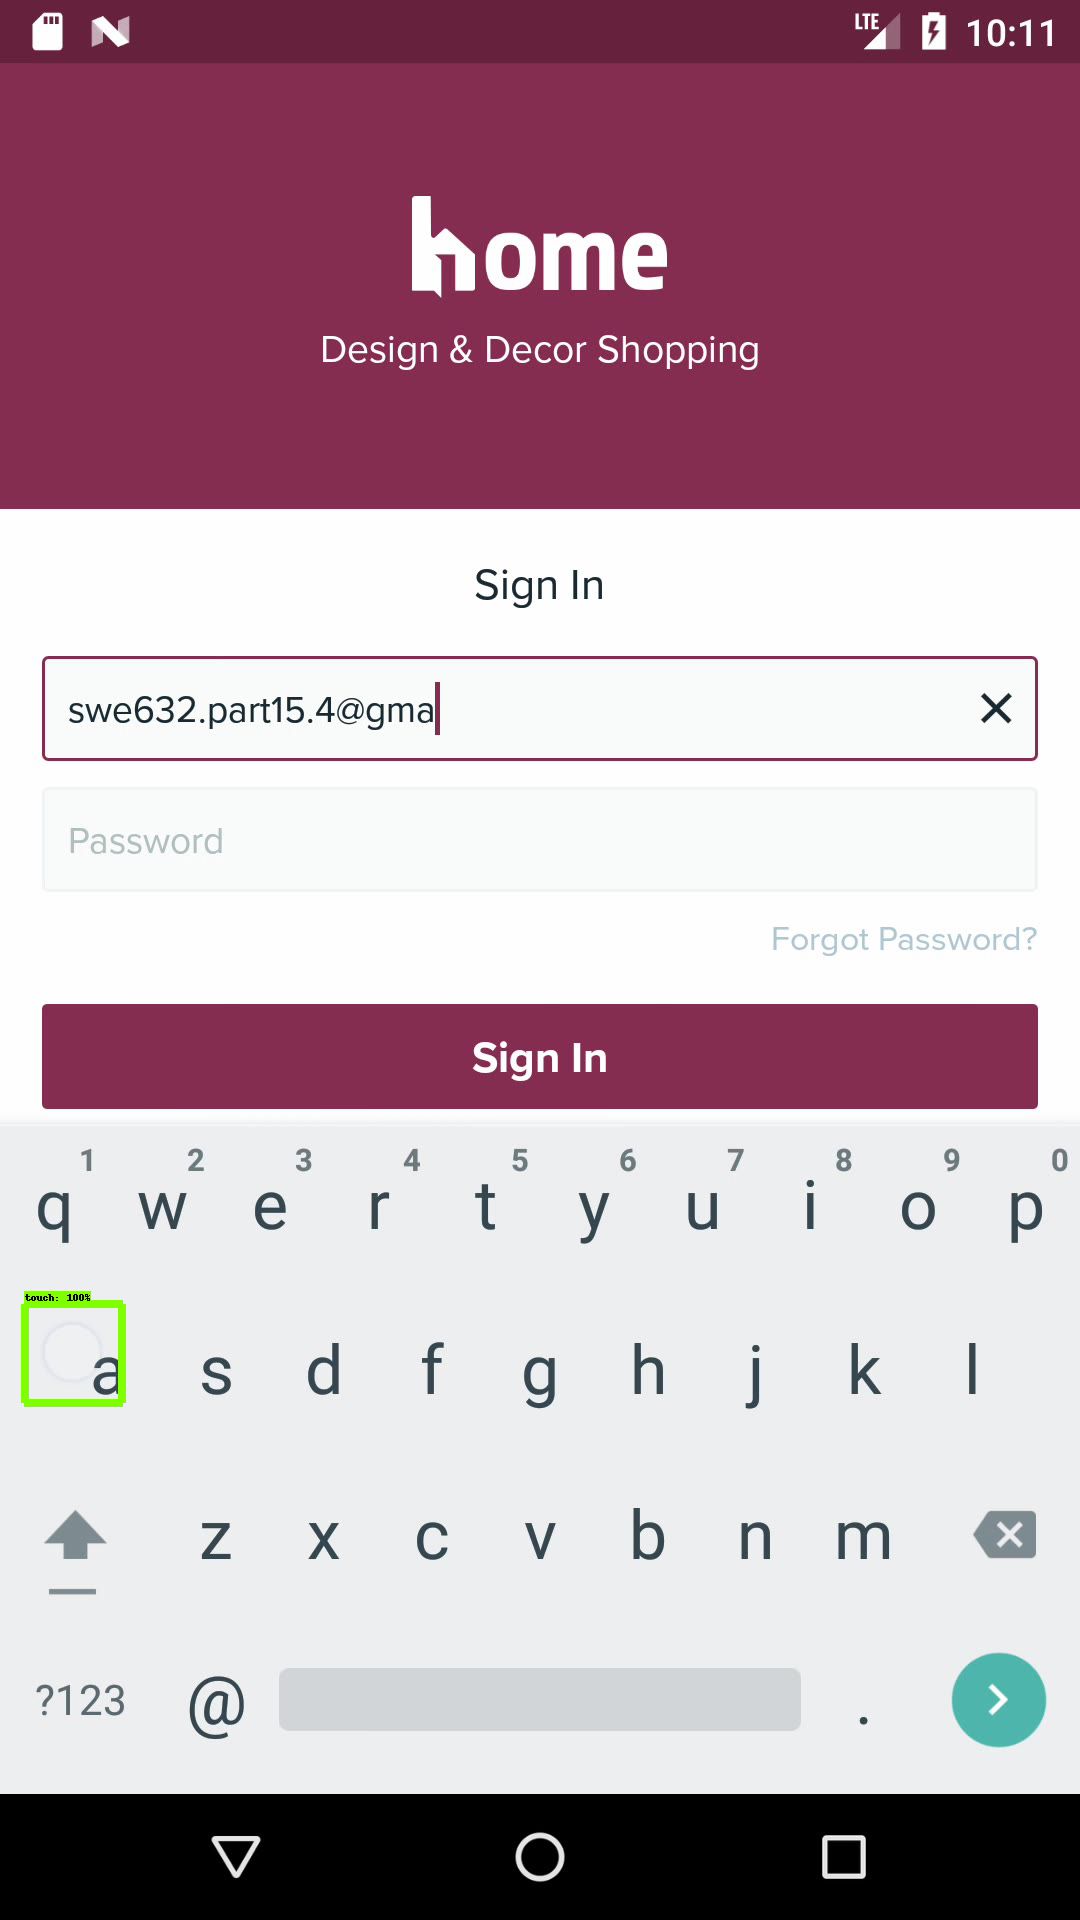 LTE 10:11
home
Design & Decor Shopping
Sign In
swe632.part15.4@gma
Password
Forgot Password?
Sign In
1 2 3 4 5 6 7 8 9 0
q w e r t y u i o p
touch: 100%
a s d f g h j k l
z x c v b n m
?123 @ .